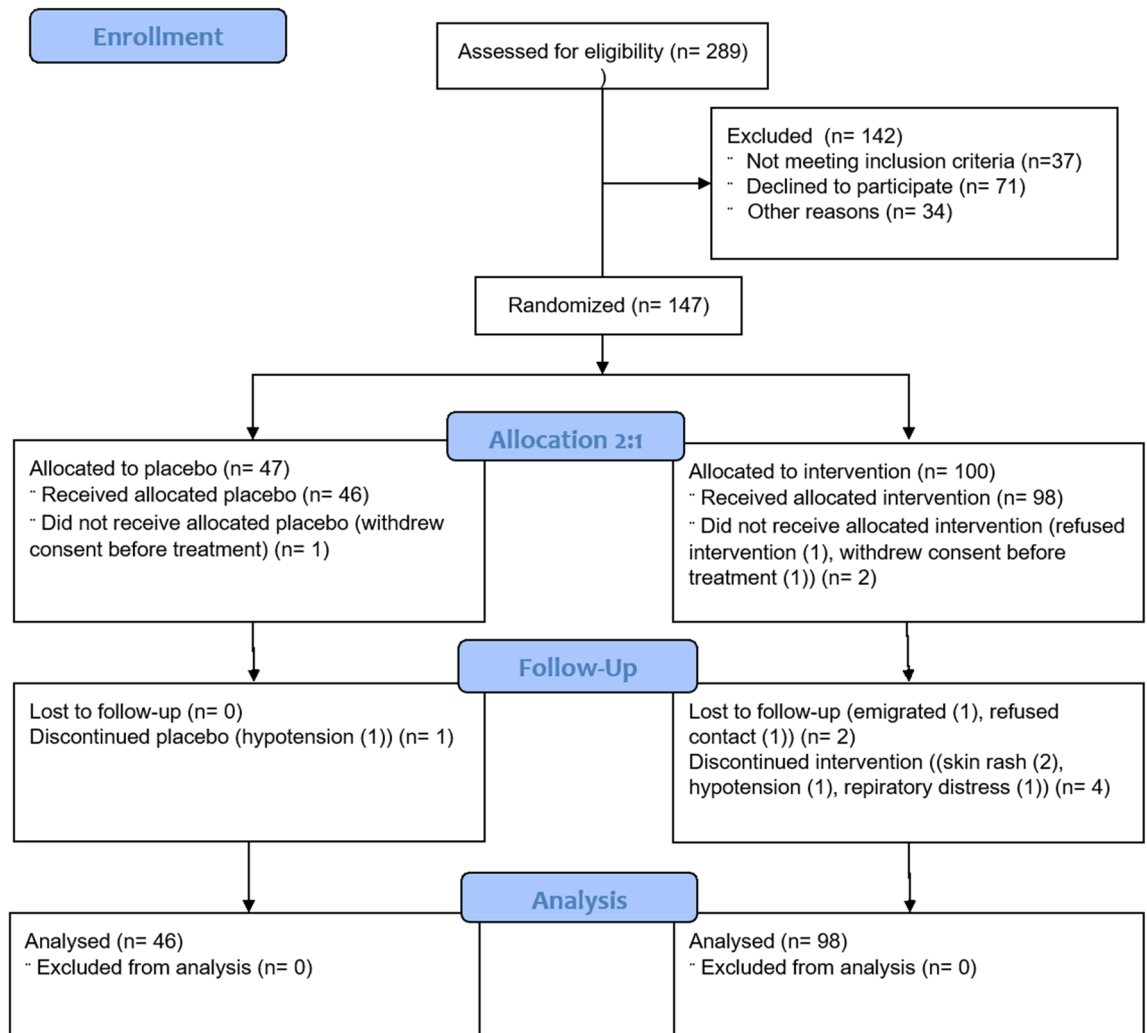 Enrollment
Assessed for eligibility (n= 289)
)
Excluded (n= 142)
¨ Not meeting inclusion criteria (n=37)
¨ Declined to participate (n= 71)
¨ Other reasons (n= 34)
Randomized (n= 147)
Allocation 2:1
Allocated to placebo (n= 47)
¨ Received allocated placebo (n= 46)
¨ Did not receive allocated placebo (withdrew
consent before treatment) (n= 1)
Allocated to intervention (n= 100)
¨ Received allocated intervention (n= 98)
¨ Did not receive allocated intervention (refused
intervention (1), withdrew consent before
treatment (1)) (n= 2)
Follow-Up
Lost to follow-up (n= 0)
Discontinued placebo (hypotension (1)) (n= 1)
Lost to follow-up (emigrated (1), refused
contact (1)) (n= 2)
Discontinued intervention ((skin rash (2),
hypotension (1), repiratory distress (1)) (n= 4)
Analysis
Analysed (n= 46)
¨ Excluded from analysis (n= 0)
Analysed (n= 98)
¨ Excluded from analysis (n= 0)